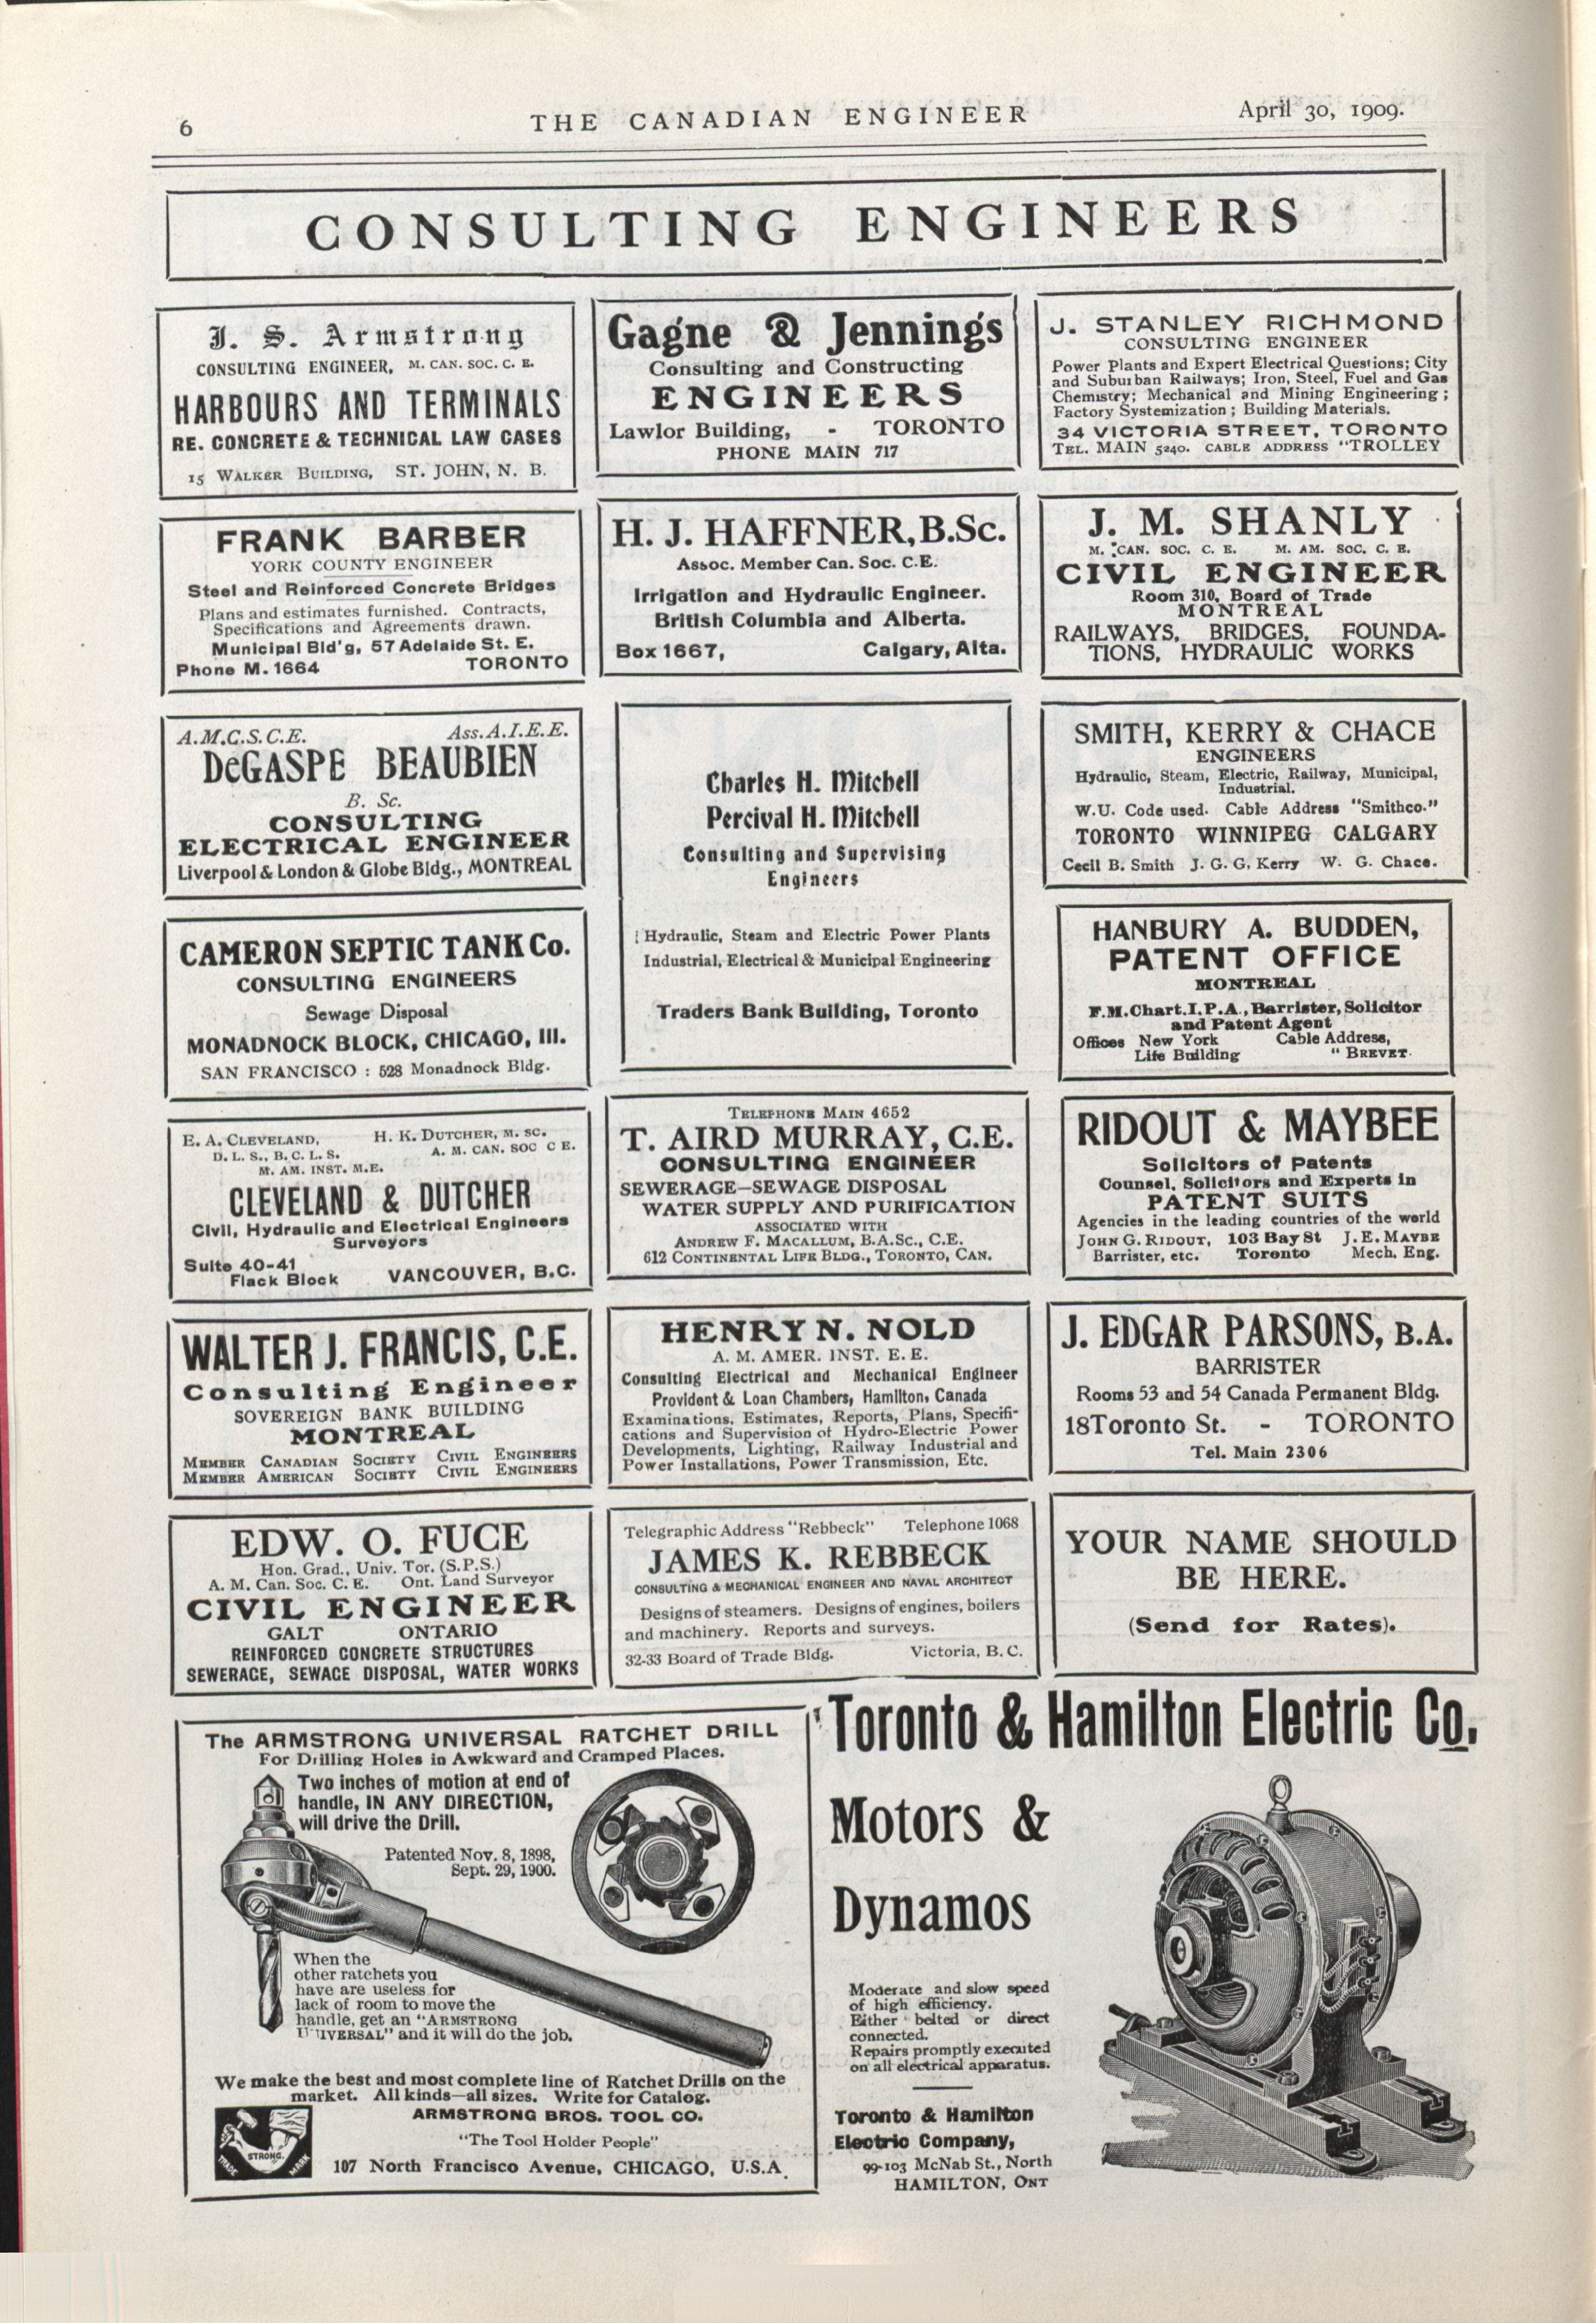 6
THE CANADIAN ENGINEER
April 30, 1909.
CONSULTING ENGINEERS
J. S. Armstrong
CONSULTING ENGINEER, M. CAN. SOC. C. E.
HARBOURS AND TERMINALS
RE. CONCRETE & TECHNICAL LAW CASES
15 WALKER BUILDING, ST. JOHN, N. B.
Gagne & Jennings
Consulting and Constructing
ENGINEERS
Lawlor Building, - TORONTO
PHONE MAIN 717
J. STANLEY RICHMOND
CONSULTING ENGINEER
Power Plants and Expert Electrical Questions; City
and Suburban Railways; Iron, Steel, Fuel and Gas
Chemistry; Mechanical and Mining Engineering;
Factory Systemization; Building Materials.
34 VICTORIA STREET, TORONTO
TEL. MAIN 5240. CABLE ADDRESS "TROLLEY
FRANK BARBER
YORK COUNTY ENGINEER
Steel and Reinforced Concrete Bridges
Plans and estimates furnished. Contracts,
Specifications and Agreements drawn.
Municipal Bld'g, 57 Adelaide St. E.
Phone M. 1664 TORONTO
H. J. HAFFNER, B.Sc.
Assoc. Member Can. Soc. C.E.
Irrigation and Hydraulic Engineer.
British Columbia and Alberta.
Box 1667, Calgary, Alta.
J. M. SHANLY
M. CAN. SOC. C. E. M. AM. SOC. C. E.
CIVIL ENGINEER
Room 310, Board of Trade
MONTREAL
RAILWAYS, BRIDGES, FOUNDA-
TIONS, HYDRAULIC WORKS
A.M.C.S.C.E. Ass.A.I.E.E.
DeGASPE BEAUBIEN
B. Sc.
CONSULTING
ELECTRICAL ENGINEER
Liverpool & London & Globe Bldg., MONTREAL
Charles H. Mitchell
Percival H. Mitchell
Consulting and Supervising
Engineers
Hydraulic, Steam and Electric Power Plants
Industrial, Electrical & Municipal Engineering
Traders Bank Building, Toronto
SMITH, KERRY & CHACE
ENGINEERS
Hydraulic, Steam, Electric, Railway, Municipal,
Industrial.
W.U. Code used. Cable Address "Smithco."
TORONTO WINNIPEG CALGARY
Cecil B. Smith J. G. G. Kerry W. G. Chace.
CAMERON SEPTIC TANK Co.
CONSULTING ENGINEERS
Sewage Disposal
MONADNOCK BLOCK, CHICAGO, Ill.
SAN FRANCISCO : 528 Monadnock Bldg.
HANBURY A. BUDDEN,
PATENT OFFICE
MONTREAL
F.M.Chart.I.P.A., Barrister, Solicitor
and Patent Agent
Offices New York Cable Address,
Life Building "BREVET.
E. A. CLEVELAND, H. K. DUTCHER, M. SC.
D. L. S., B. C. L. S. A. M. CAN. SOC C E.
M. AM. INST. M.E.
CLEVELAND & DUTCHER
Civil, Hydraulic and Electrical Engineers
Surveyors
Suite 40-41
Flack Block VANCOUVER, B.C.
TELEPHONE MAIN 4652
T. AIRD MURRAY, C.E.
CONSULTING ENGINEER
SEWERAGE—SEWAGE DISPOSAL
WATER SUPPLY AND PURIFICATION
ASSOCIATED WITH
ANDREW F. MACALLUM, B.A.Sc., C.E.
612 CONTINENTAL LIFE BLDG., TORONTO, CAN.
RIDOUT & MAYBEE
Solicitors of Patents
Counsel, Solicitors and Experts in
PATENT SUITS
Agencies in the leading countries of the world
JOHN G. RIDOUT, 103 Bay St J. E. MAYBE
Barrister, etc. Toronto Mech. Eng.
WALTER J. FRANCIS, C.E.
Consulting Engineer
SOVEREIGN BANK BUILDING
MONTREAL
MEMBER CANADIAN SOCIETY CIVIL ENGINEERS
MEMBER AMERICAN SOCIETY CIVIL ENGINEERS
HENRY N. NOLD
A. M. AMER. INST. E. E.
Consulting Electrical and Mechanical Engineer
Provident & Loan Chambers, Hamilton, Canada
Examinations, Estimates, Reports, Plans, Specifi-
cations and Supervision of Hydro-Electric Power
Developments, Lighting, Railway Industrial and
Power Installations, Power Transmission, Etc.
J. EDGAR PARSONS, B.A.
BARRISTER
Rooms 53 and 54 Canada Permanent Bldg.
18 Toronto St. - TORONTO
Tel. Main 2306
EDW. O. FUCE
Hon. Grad., Univ. Tor. (S.P.S.)
A. M. Can. Soc. C. E. Ont. Land Surveyor
CIVIL ENGINEER
GALT ONTARIO
REINFORCED CONCRETE STRUCTURES
SEWERAGE, SEWAGE DISPOSAL, WATER WORKS
Telegraphic Address "Rebbeck" Telephone 1068
JAMES K. REBBECK
CONSULTING & MECHANICAL ENGINEER AND NAVAL ARCHITECT
Designs of steamers. Designs of engines, boilers
and machinery. Reports and surveys.
32-33 Board of Trade Bldg. Victoria, B. C.
YOUR NAME SHOULD
BE HERE.
(Send for Rates).
The ARMSTRONG UNIVERSAL RATCHET DRILL
For Drilling Holes in Awkward and Cramped Places.
Two inches of motion at end of
handle, IN ANY DIRECTION,
will drive the Drill.
Patented Nov. 8, 1898,
Sept. 29, 1900.
When the
other ratchets you
have are useless for
lack of room to move the
handle, get an "ARMSTRONG
UNIVERSAL" and it will do the job.
We make the best and most complete line of Ratchet Drills on the
market. All kinds—all sizes. Write for Catalog.
ARMSTRONG BROS. TOOL CO.
"The Tool Holder People"
107 North Francisco Avenue, CHICAGO, U.S.A.
STRONG.
TRADE MARK
Toronto & Hamilton Electric Co.
Motors &
Dynamos
Moderate and slow speed
of high efficiency.
Either belted or direct
connected.
Repairs promptly executed
on all electrical apparatus.
Toronto & Hamilton
Electric Company,
99-103 McNab St., North
HAMILTON, ONT